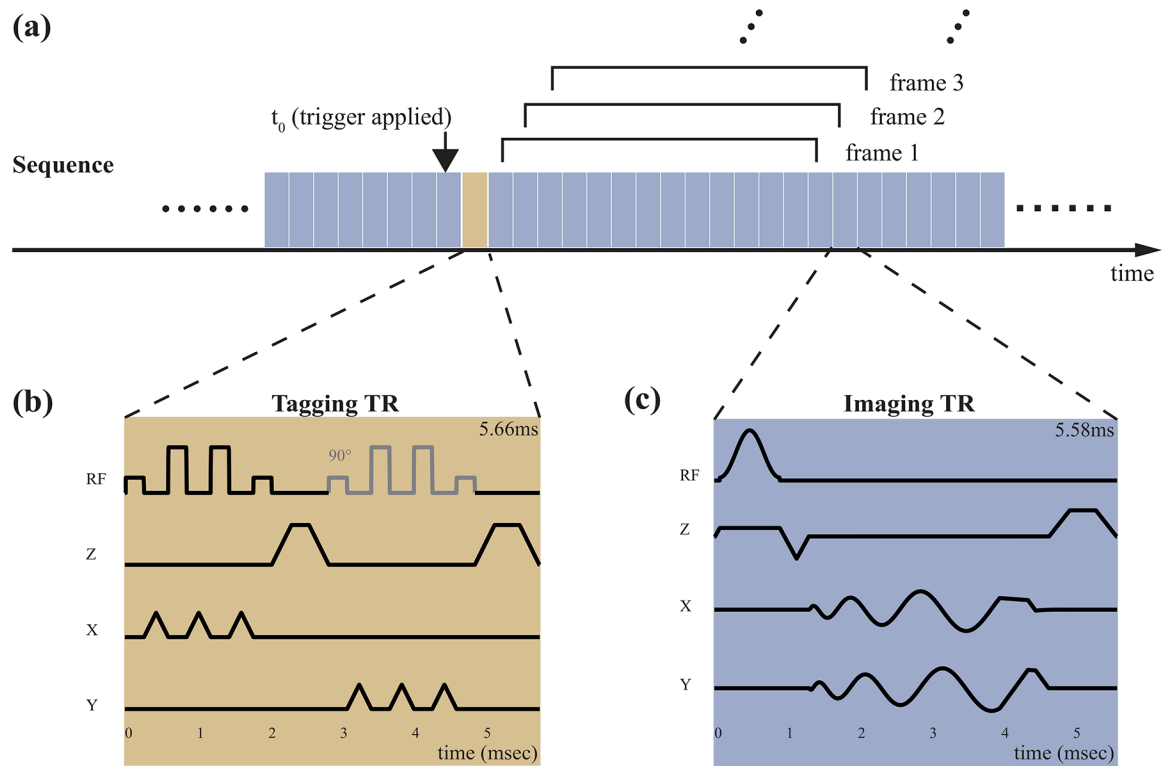 (a)
frame 3
t0 (trigger applied)
frame 2
frame 1
Sequence
time
(b)
Tagging TR
5.66ms
RF
90°
Z
X
Y
0 1 2 3 4 5
time (msec)
(c)
Imaging TR
5.58ms
RF
Z
X
Y
0 1 2 3 4 5
time (msec)